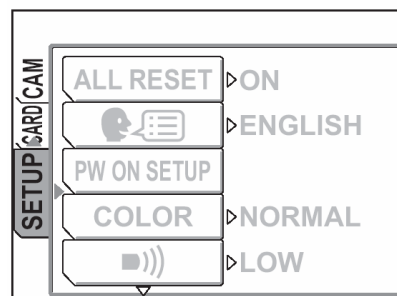 CAM
CARD
SETUP
ALL RESET ON
ENGLISH
PW ON SETUP
COLOR NORMAL
LOW